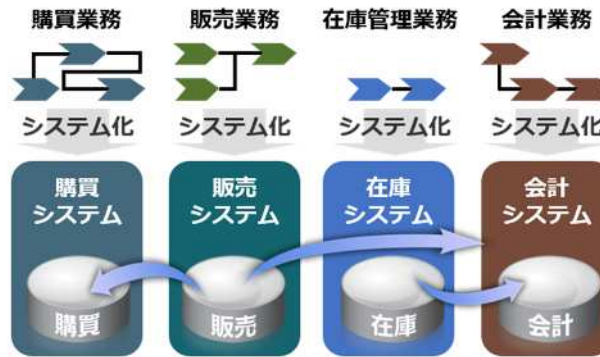 購買業務
販売業務
在庫管理業務
会計業務
システム化
システム化
システム化
システム化
購買
システム
販売
システム
在庫
システム
会計
システム
購買
販売
在庫
会計